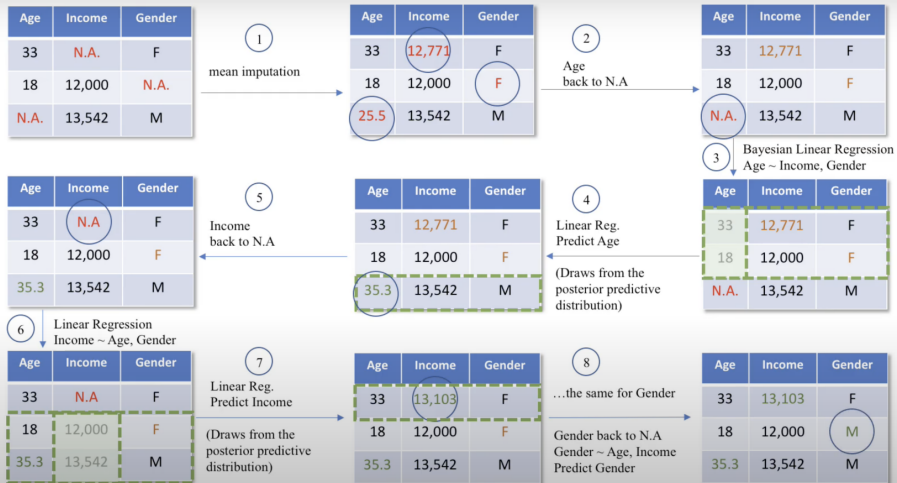 Age Income Gender
33 N.A. F
18 12,000 N.A.
N.A. 13,542 M
1
mean imputation
Age Income Gender
33 12,771 F
18 12,000 F
25.5 13,542 M
2
Age
back to N.A
Age Income Gender
33 12,771 F
18 12,000 F
N.A. 13,542 M
3
Bayesian Linear Regression
Age ~ Income, Gender
Age Income Gender
33 12,771 F
18 12,000 F
N.A. 13,542 M
4
Linear Reg.
Predict Age
(Draws from the
posterior predictive
distribution)
Age Income Gender
33 12,771 F
18 12,000 F
35.3 13,542 M
5
Income
back to N.A
Age Income Gender
33 N.A F
18 12,000 F
35.3 13,542 M
6
Linear Regression
Income ~ Age, Gender
Age Income Gender
33 N.A F
18 12,000 F
35.3 13,542 M
7
Linear Reg.
Predict Income
(Draws from the
posterior predictive
distribution)
Age Income Gender
33 13,103 F
18 12,000 F
35.3 13,542 M
8
...the same for Gender
Gender back to N.A
Gender ~ Age, Income
Predict Gender
Age Income Gender
33 13,103 F
18 12,000 M
35.3 13,542 M